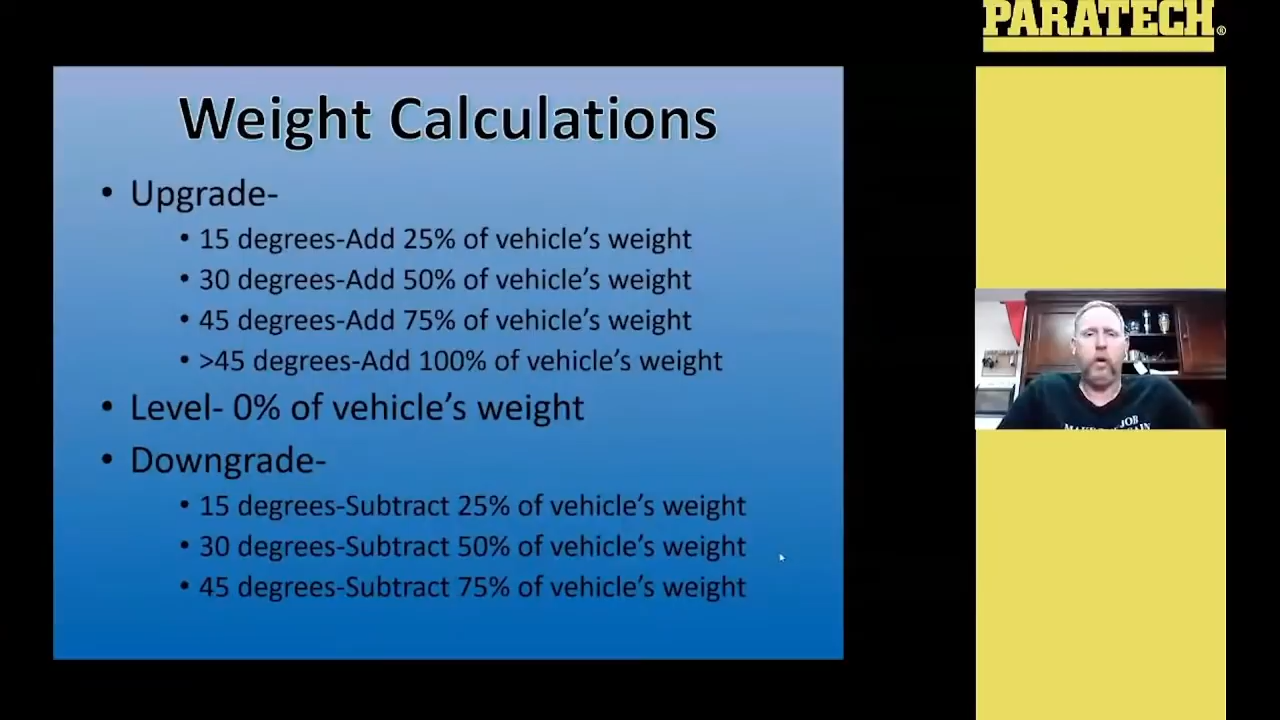 PARATECH®
Weight Calculations
• Upgrade-
• 15 degrees-Add 25% of vehicle’s weight
• 30 degrees-Add 50% of vehicle’s weight
• 45 degrees-Add 75% of vehicle’s weight
• >45 degrees-Add 100% of vehicle’s weight
• Level- 0% of vehicle’s weight
• Downgrade-
• 15 degrees-Subtract 25% of vehicle’s weight
• 30 degrees-Subtract 50% of vehicle’s weight
• 45 degrees-Subtract 75% of vehicle’s weight
JOB